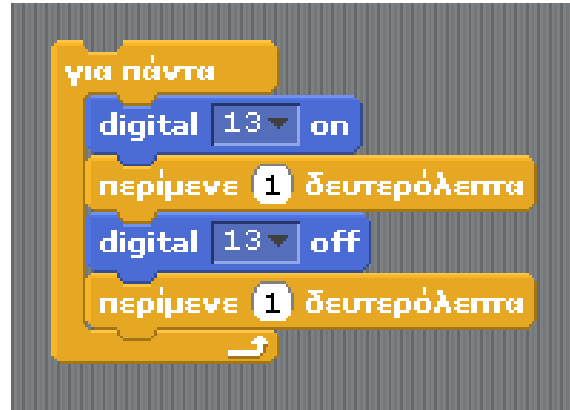 για πάντα
digital 13 on
περίμενε 1 δευτερόλεπτα
digital 13 off
περίμενε 1 δευτερόλεπτα